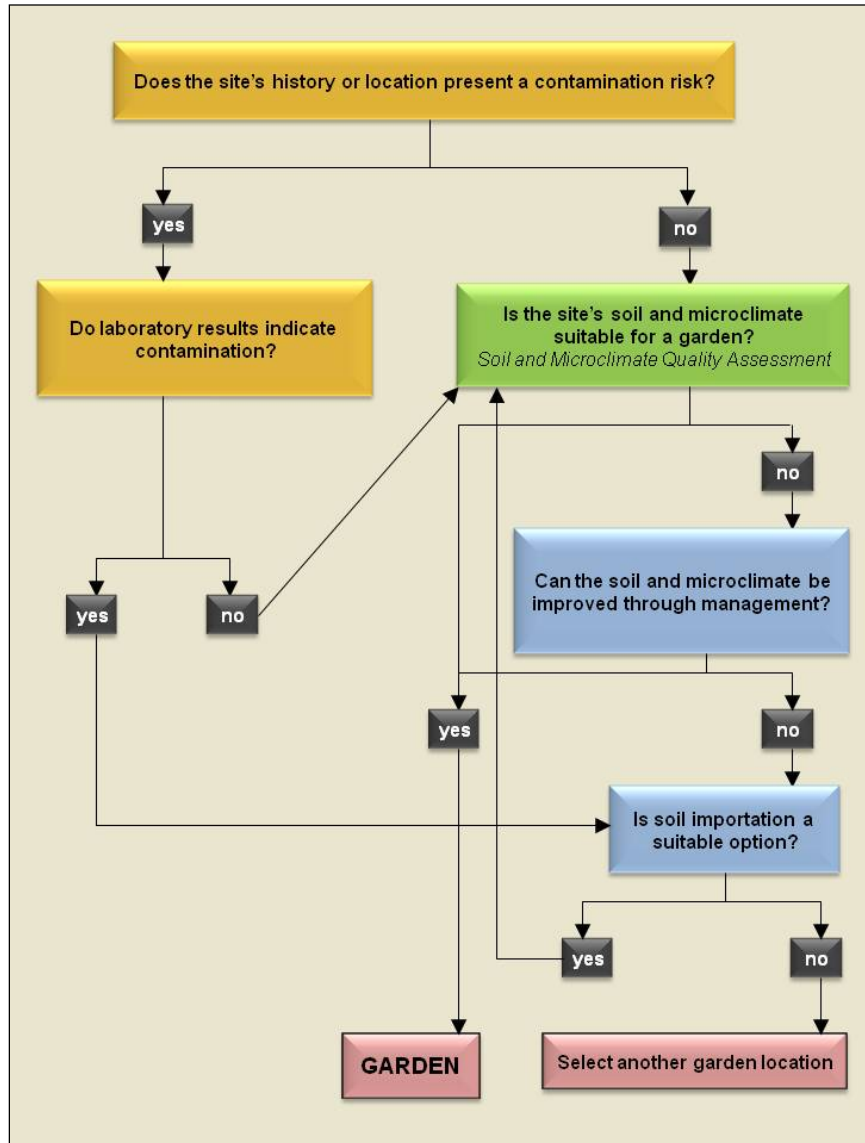 Does the site's history or location present a contamination risk?
yes
no
Do laboratory results indicate
contamination?
Is the site's soil and microclimate
suitable for a garden?
Soil and Microclimate Quality Assessment
no
Can the soil and microclimate be
improved through management?
yes
no
yes
no
Is soil importation a
suitable option?
yes
no
GARDEN
Select another garden location